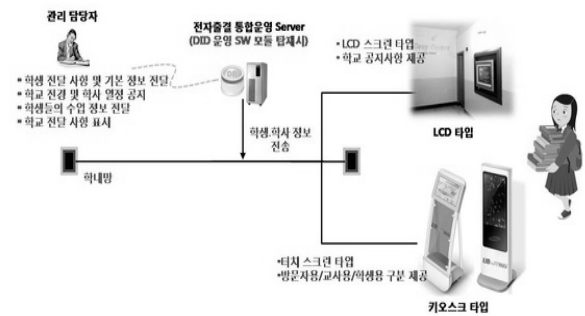 관리 담당자
학생 전달 사항 및 기본 정보 전달
학교 전경 및 학사 일정 공지
학생들의 수업 정보 전달
학교 전달 사항 표시
전자출결 통합운영 Server
(DID 운영 SW 모듈 탑재시)
DID
학생.학사 정보
전송
학내망
•LCD 스크린 타입
•학교 공지사항 제공
LCD 타입
•터치 스크린 타입
•방문자용/교사용/학생용 구분 제공
키오스크 타입